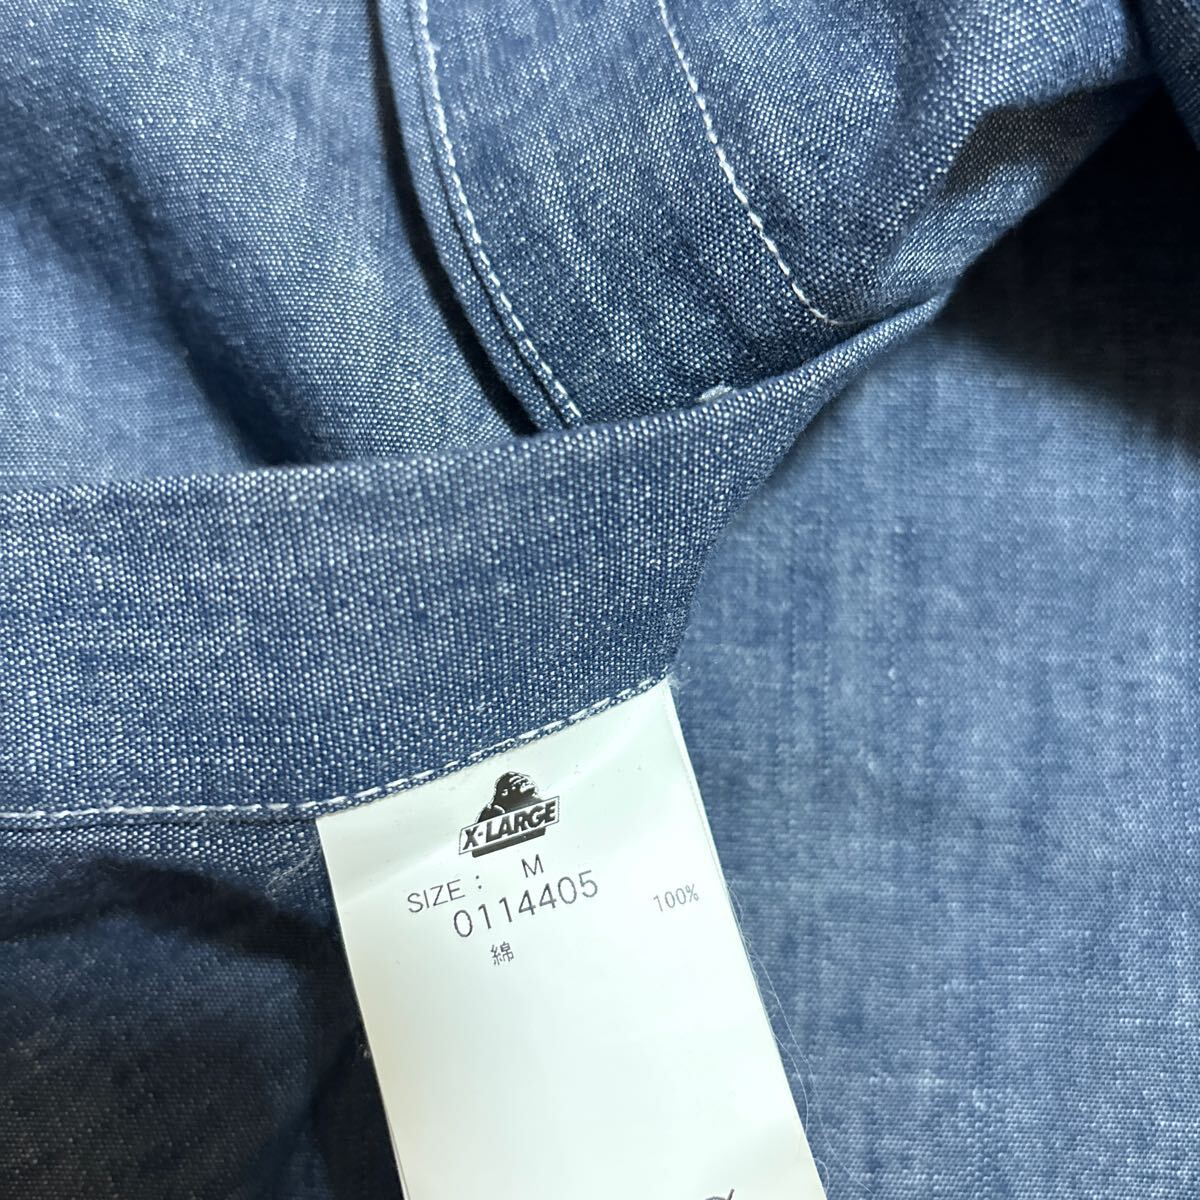 X-LARGE
SIZE : M
0114405
綿 100%